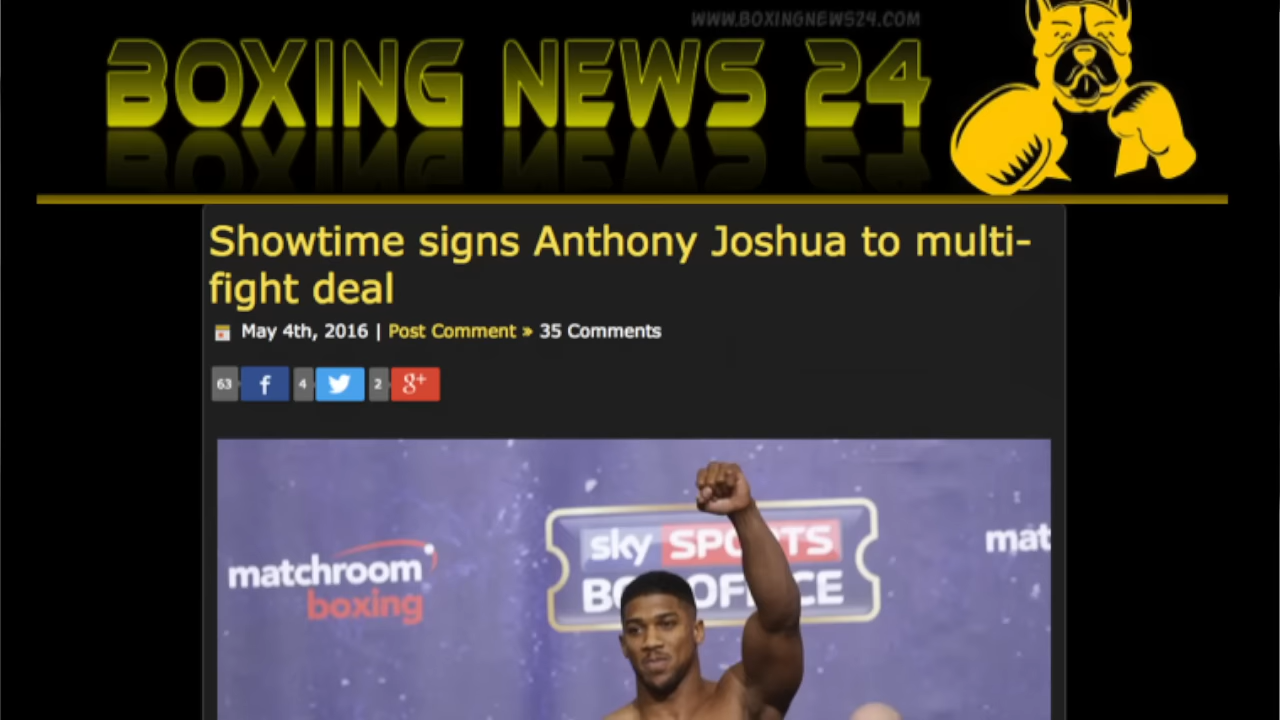 WWW.BOXINGNEWS24.COM
BOXING NEWS 24
Showtime signs Anthony Joshua to multi-
fight deal
May 4th, 2016 | Post Comment » 35 Comments
63 f 4 2 g+
sky SPORTS
matchroom
boxing
BOX OFFICE
mat